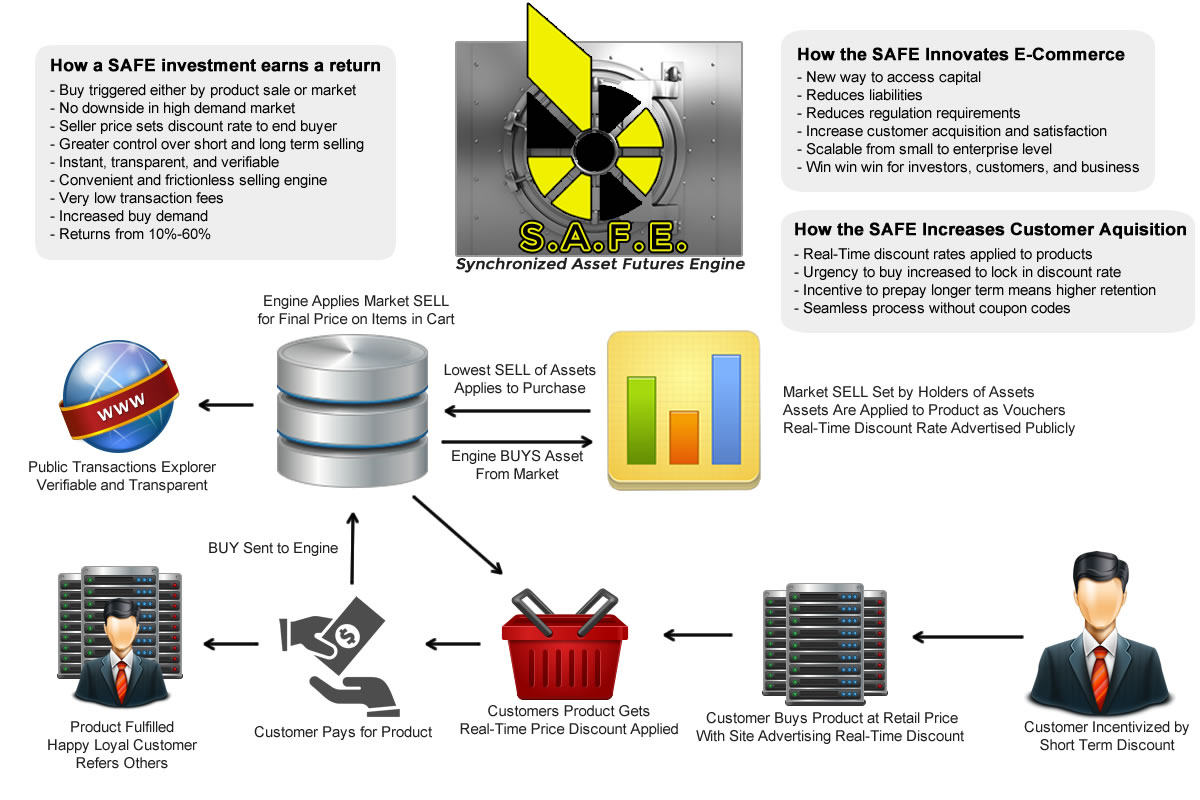 How a SAFE investment earns a return
- Buy triggered either by product sale or market
- No downside in high demand market
- Seller price sets discount rate to end buyer
- Greater control over short and long term selling
- Instant, transparent, and verifiable
- Convenient and frictionless selling engine
- Very low transaction fees
- Increased buy demand
- Returns from 10%-60%
S.A.F.E.
Synchronized Asset Futures Engine
How the SAFE Innovates E-Commerce
- New way to access capital
- Reduces liabilities
- Reduces regulation requirements
- Increase customer acquisition and satisfaction
- Scalable from small to enterprise level
- Win win win for investors, customers, and business
How the SAFE Increases Customer Aquisition
- Real-Time discount rates applied to products
- Urgency to buy increased to lock in discount rate
- Incentive to prepay longer term means higher retention
- Seamless process without coupon codes
Engine Applies Market SELL
for Final Price on Items in Cart
WWW
Public Transactions Explorer
Verifiable and Transparent
Lowest SELL of Assets
Applies to Purchase
Engine BUYS Asset
From Market
Market SELL Set by Holders of Assets
Assets Are Applied to Product as Vouchers
Real-Time Discount Rate Advertised Publicly
BUY Sent to Engine
$
Product Fulfilled
Happy Loyal Customer
Refers Others
Customer Pays for Product
Customers Product Gets
Real-Time Price Discount Applied
Customer Buys Product at Retail Price
With Site Advertising Real-Time Discount
Customer Incentivized by
Short Term Discount